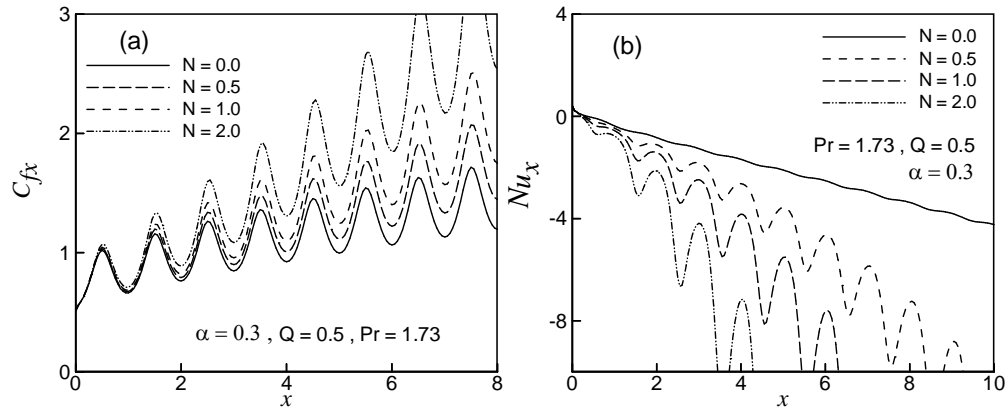 (a)
N = 0.0
N = 0.5
N = 1.0
N = 2.0
α = 0.3 , Q = 0.5 , Pr = 1.73
C_fx
3
2
1
0
0 2 4 6 8
x
(b)
N = 0.0
N = 0.5
N = 1.0
N = 2.0
Pr = 1.73 , Q = 0.5
α = 0.3
Nu_x
4
0
-4
-8
0 2 4 6 8 10
x